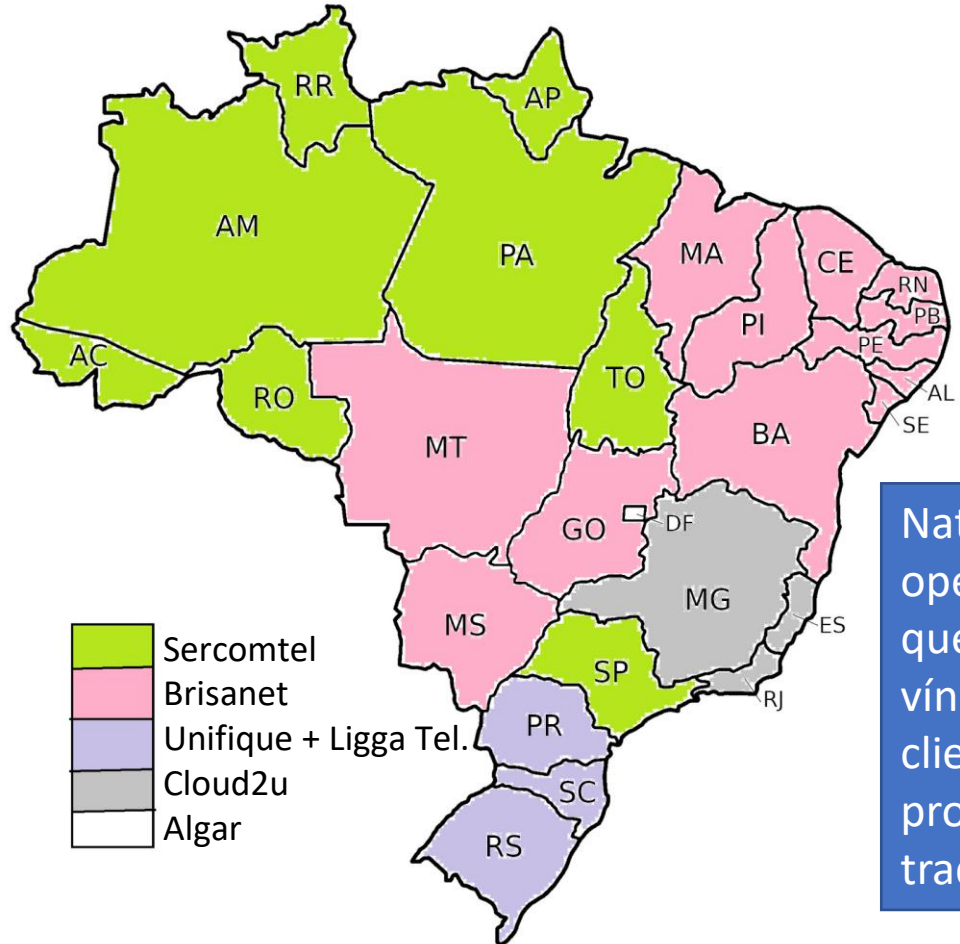 RR
AP
AM
PA
MA
CE
RN
PB
PI
PE
AC
TO
AL
RO
SE
BA
MT
GO
DF
MG
ES
MS
SP
RJ
PR
SC
RS
Sercomtel
Brisanet
Unifique + Ligga Tel.
Cloud2u
Algar